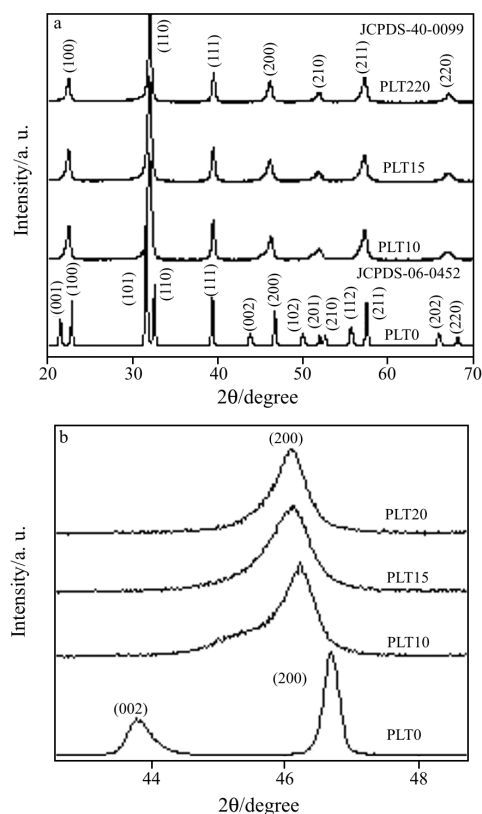 a
JCPDS-40-0099
(100)
(110)
(111)
(200)
(210)
(211)
(220)
PLT220
PLT15
PLT10
JCPDS-06-0452
(001)
(100)
(101)
(110)
(111)
(002)
(200)
(102)
(201)
(210)
(112)
(211)
(202)
(220)
PLT0
Intensity/a. u.
20 30 40 50 60 70
2θ/degree
b
(200)
PLT20
PLT15
PLT10
(200)
(002)
PLT0
Intensity/a. u.
44 46 48
2θ/degree